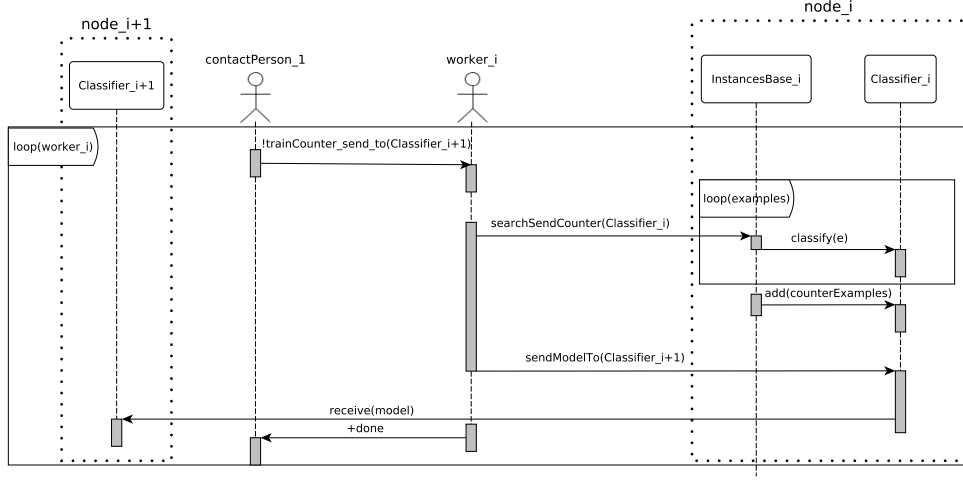 node_i+1
node_i
contactPerson_1
worker_i
Classifier_i+1
InstancesBase_i
Classifier_i
loop(worker_i)
!trainCounter_send_to(Classifier_i+1)
loop(examples)
searchSendCounter(Classifier_i)
classify(e)
add(counterExamples)
sendModelTo(Classifier_i+1)
receive(model)
+done